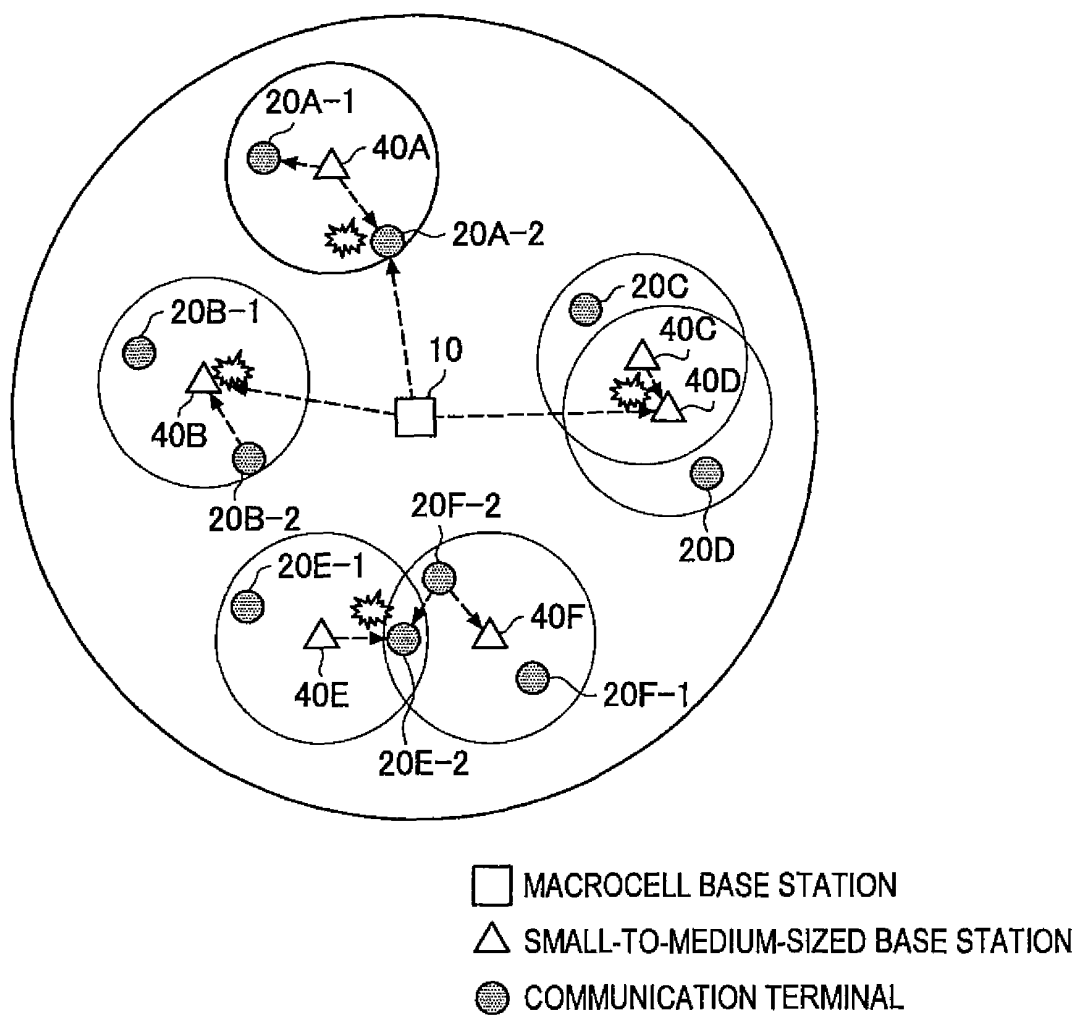 20A-1
40A
20A-2
20B-1
20C
40C
10
40D
40B
20B-2
20F-2
20D
20E-1
40F
40E
20F-1
20E-2
MACROCELL BASE STATION
SMALL-TO-MEDIUM-SIZED BASE STATION
COMMUNICATION TERMINAL